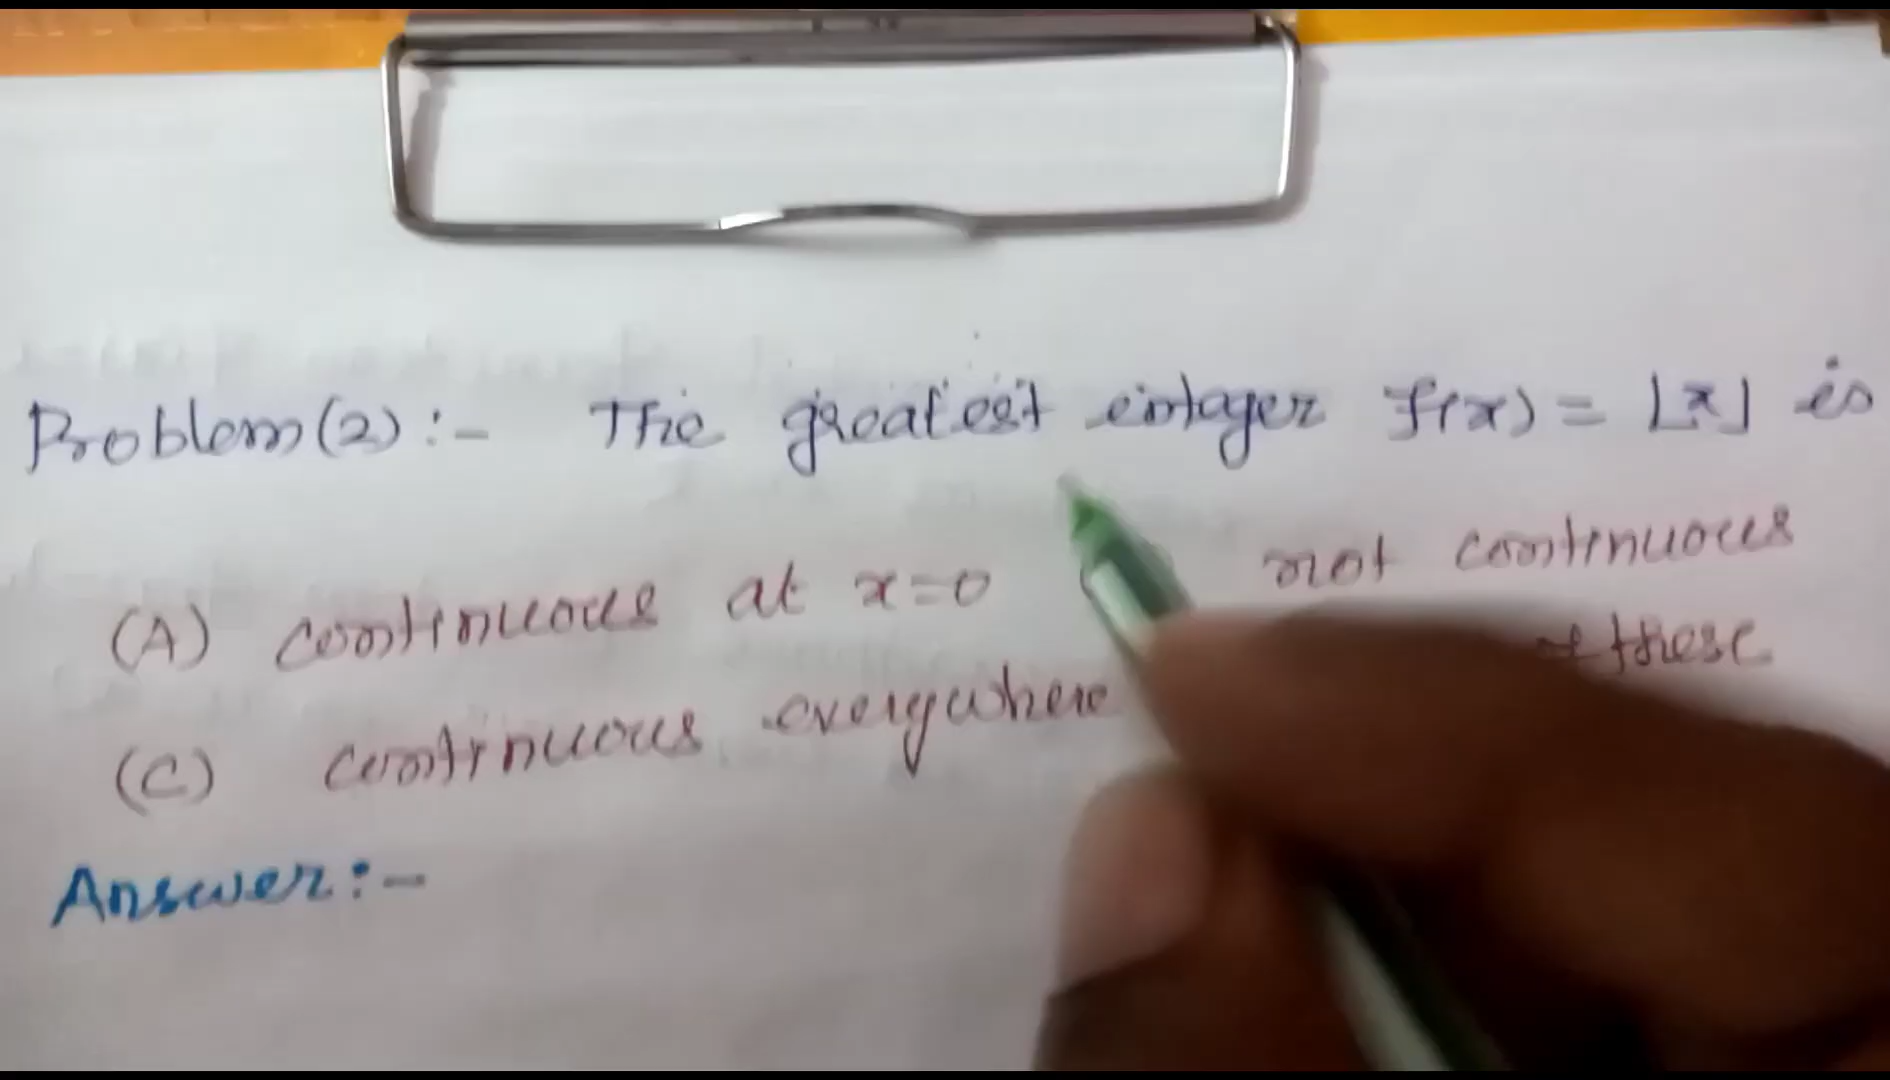 Problem(2):- The greatest integer f(x) = ⌊x⌋ is
(A) continuous at x=0 not continuous
(C) continuous everywhere these
Answer:-